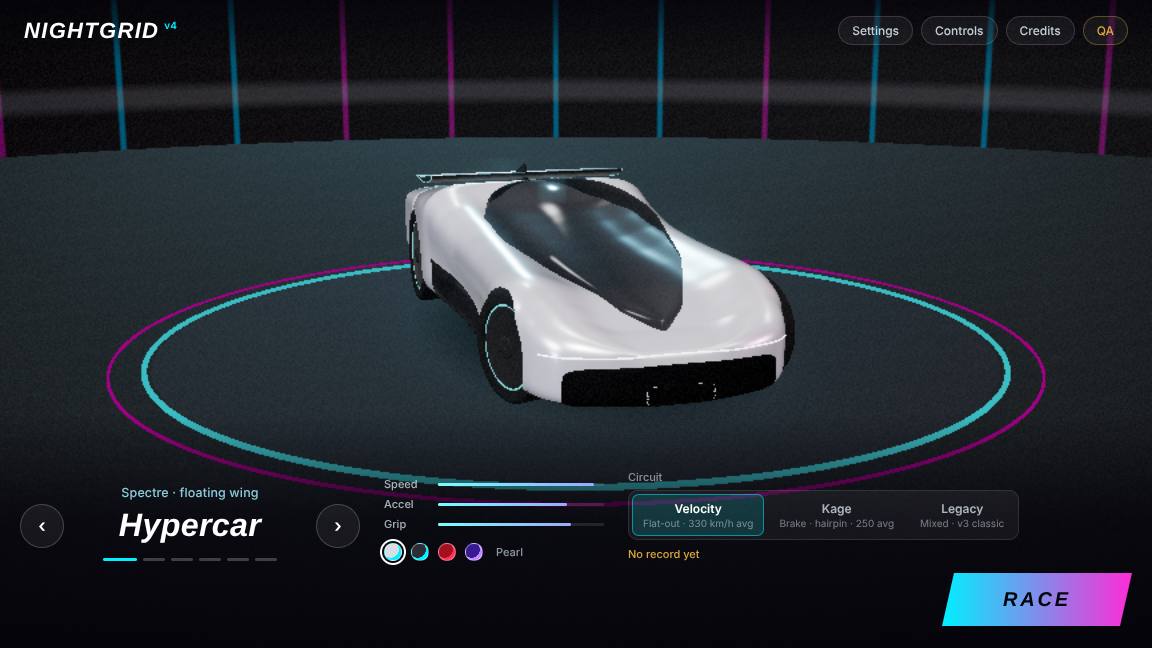 NIGHTGRID v4
Settings
Controls
Credits
QA
Spectre · floating wing
‹
Hypercar
›
Speed
Accel
Grip
Pearl
Circuit
Velocity
Flat-out · 330 km/h avg
Kage
Brake · hairpin · 250 avg
Legacy
Mixed · v3 classic
No record yet
RACE